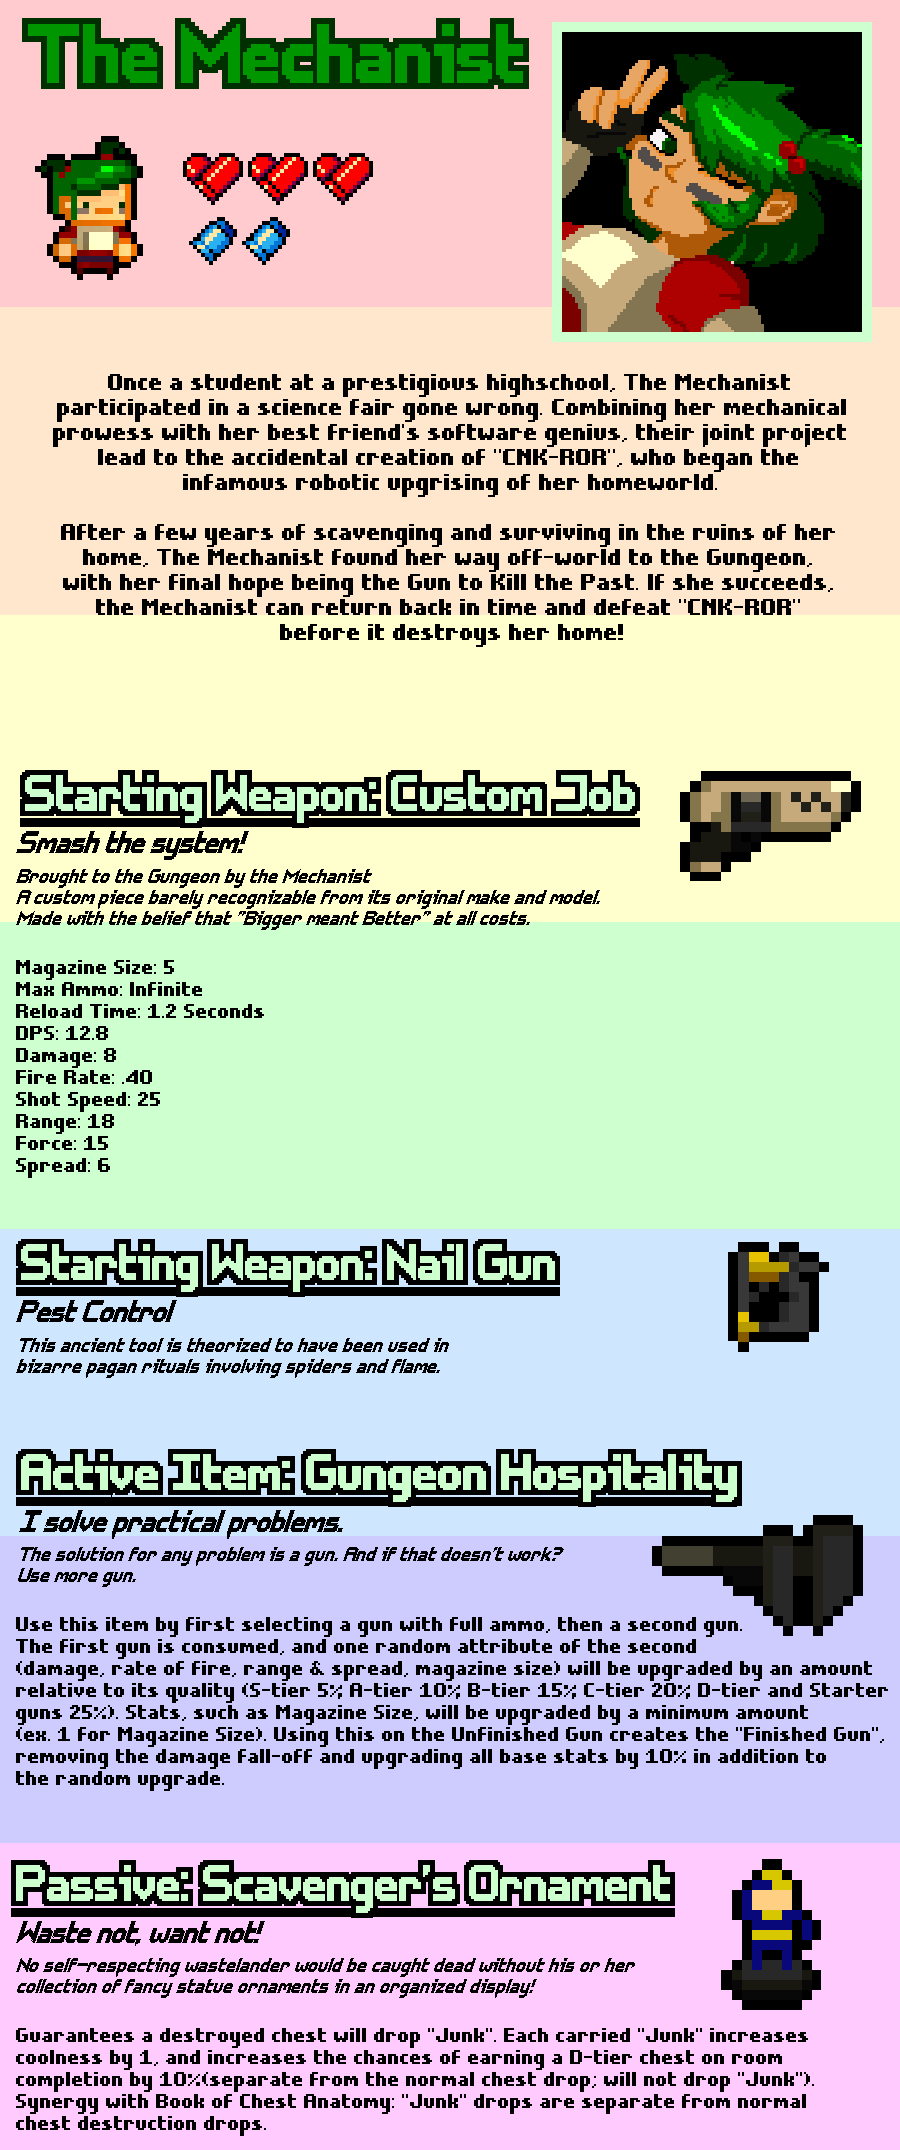 The Mechanist
Once a student at a prestigious highschool, The Mechanist
participated in a science fair gone wrong. Combining her mechanical
prowess with her best friend's software genius, their joint project
lead to the accidental creation of "CNK-ROR", who began the
infamous robotic upgrising of her homeworld.
After a few years of scavenging and surviving in the ruins of her
home, The Mechanist found her way off-world to the Gungeon,
with her final hope being the Gun to Kill the Past. If she succeeds,
the Mechanist can return back in time and defeat "CNK-ROR"
before it destroys her home!
Starting Weapon: Custom Job
Smash the system!
Brought to the Gungeon by the Mechanist
A custom piece barely recognizable from its original make and model.
Made with the belief that "Bigger meant Better" at all costs.
Magazine Size: 5
Max Ammo: Infinite
Reload Time: 1.2 Seconds
DPS: 12.8
Damage: 8
Fire Rate: .40
Shot Speed: 25
Range: 18
Force: 15
Spread: 6
Starting Weapon: Nail Gun
Pest Control
This ancient tool is theorized to have been used in
bizarre pagan rituals involving spiders and flame.
Active Item: Gungeon Hospitality
I solve practical problems.
The solution for any problem is a gun. And if that doesn't work?
Use more gun.
Use this item by first selecting a gun with full ammo, then a second gun.
The first gun is consumed, and one random attribute of the second
(damage, rate of fire, range & spread, magazine size) will be upgraded by an amount
relative to its quality (S-tier 5%; A-tier 10%; B-tier 15%; C-tier 20%; D-tier and Starter
guns 25%). Stats, such as Magazine Size, will be upgraded by a minimum amount
(ex. 1 for Magazine Size). Using this on the Unfinished Gun creates the "Finished Gun",
removing the damage fall-off and upgrading all base stats by 10% in addition to
the random upgrade.
Passive: Scavenger's Ornament
Waste not, want not!
No self-respecting wastelander would be caught dead without his or her
collection of fancy statue ornaments in an organized display!
Guarantees a destroyed chest will drop "Junk". Each carried "Junk" increases
coolness by 1, and increases the chances of earning a D-tier chest on room
completion by 10%(separate from the normal chest drop; will not drop "Junk").
Synergy with Book of Chest Anatomy: "Junk" drops are separate from normal
chest destruction drops.